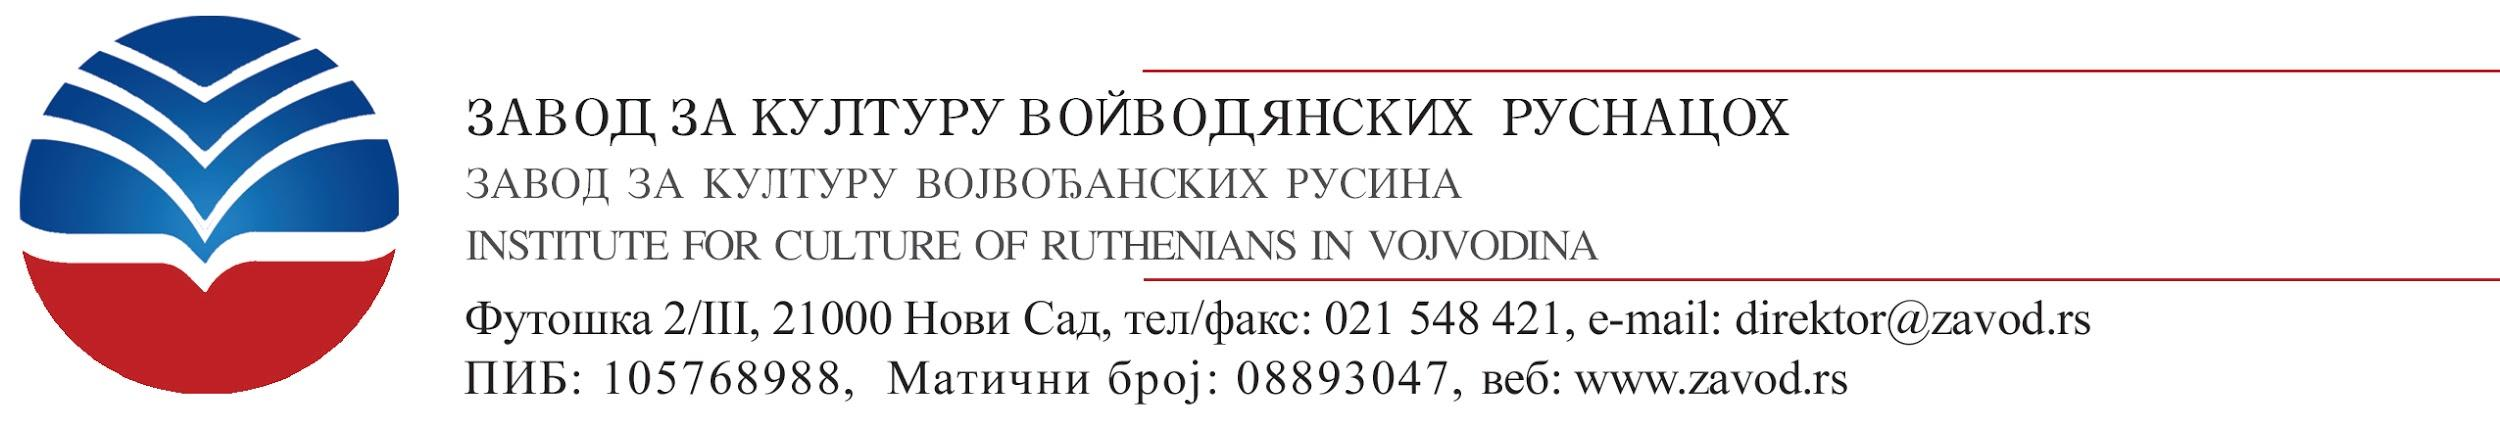 ЗАВОД ЗА КУЛТУРУ ВОЙВОДЯНСКИХ РУСНАЦОХ
ЗАВОД ЗА КУЛТУРУ ВОЈВОЂАНСКИХ РУСИНА
INSTITUTE FOR CULTURE OF RUTHENIANS IN VOJVODINA
Футошка 2/III, 21000 Нови Сад, тел/факс: 021 548 421, e-mail: direktor@zavod.rs
ПИБ: 105768988, Матични број: 08893047, веб: www.zavod.rs